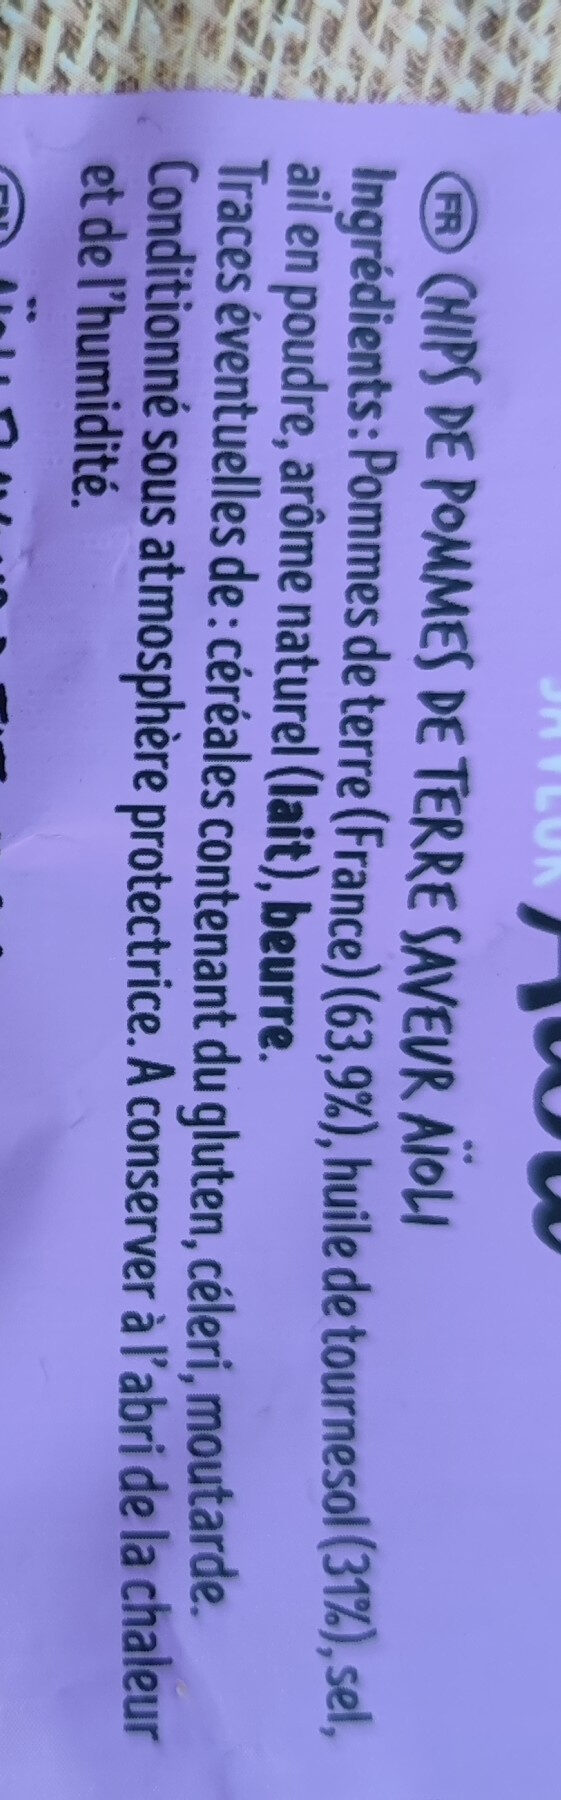 FR CHIPS DE POMMES DE TERRE SAVEUR AÏOLI
Ingrédients : Pommes de terre (France) (63,9%), huile de tournesol (31%), sel,
ail en poudre, arôme naturel (lait), beurre.
Traces éventuelles de : céréales contenant du gluten, céleri, moutarde.
Conditionné sous atmosphère protectrice. A conserver à l'abri de la chaleur
et de l'humidité.
EN